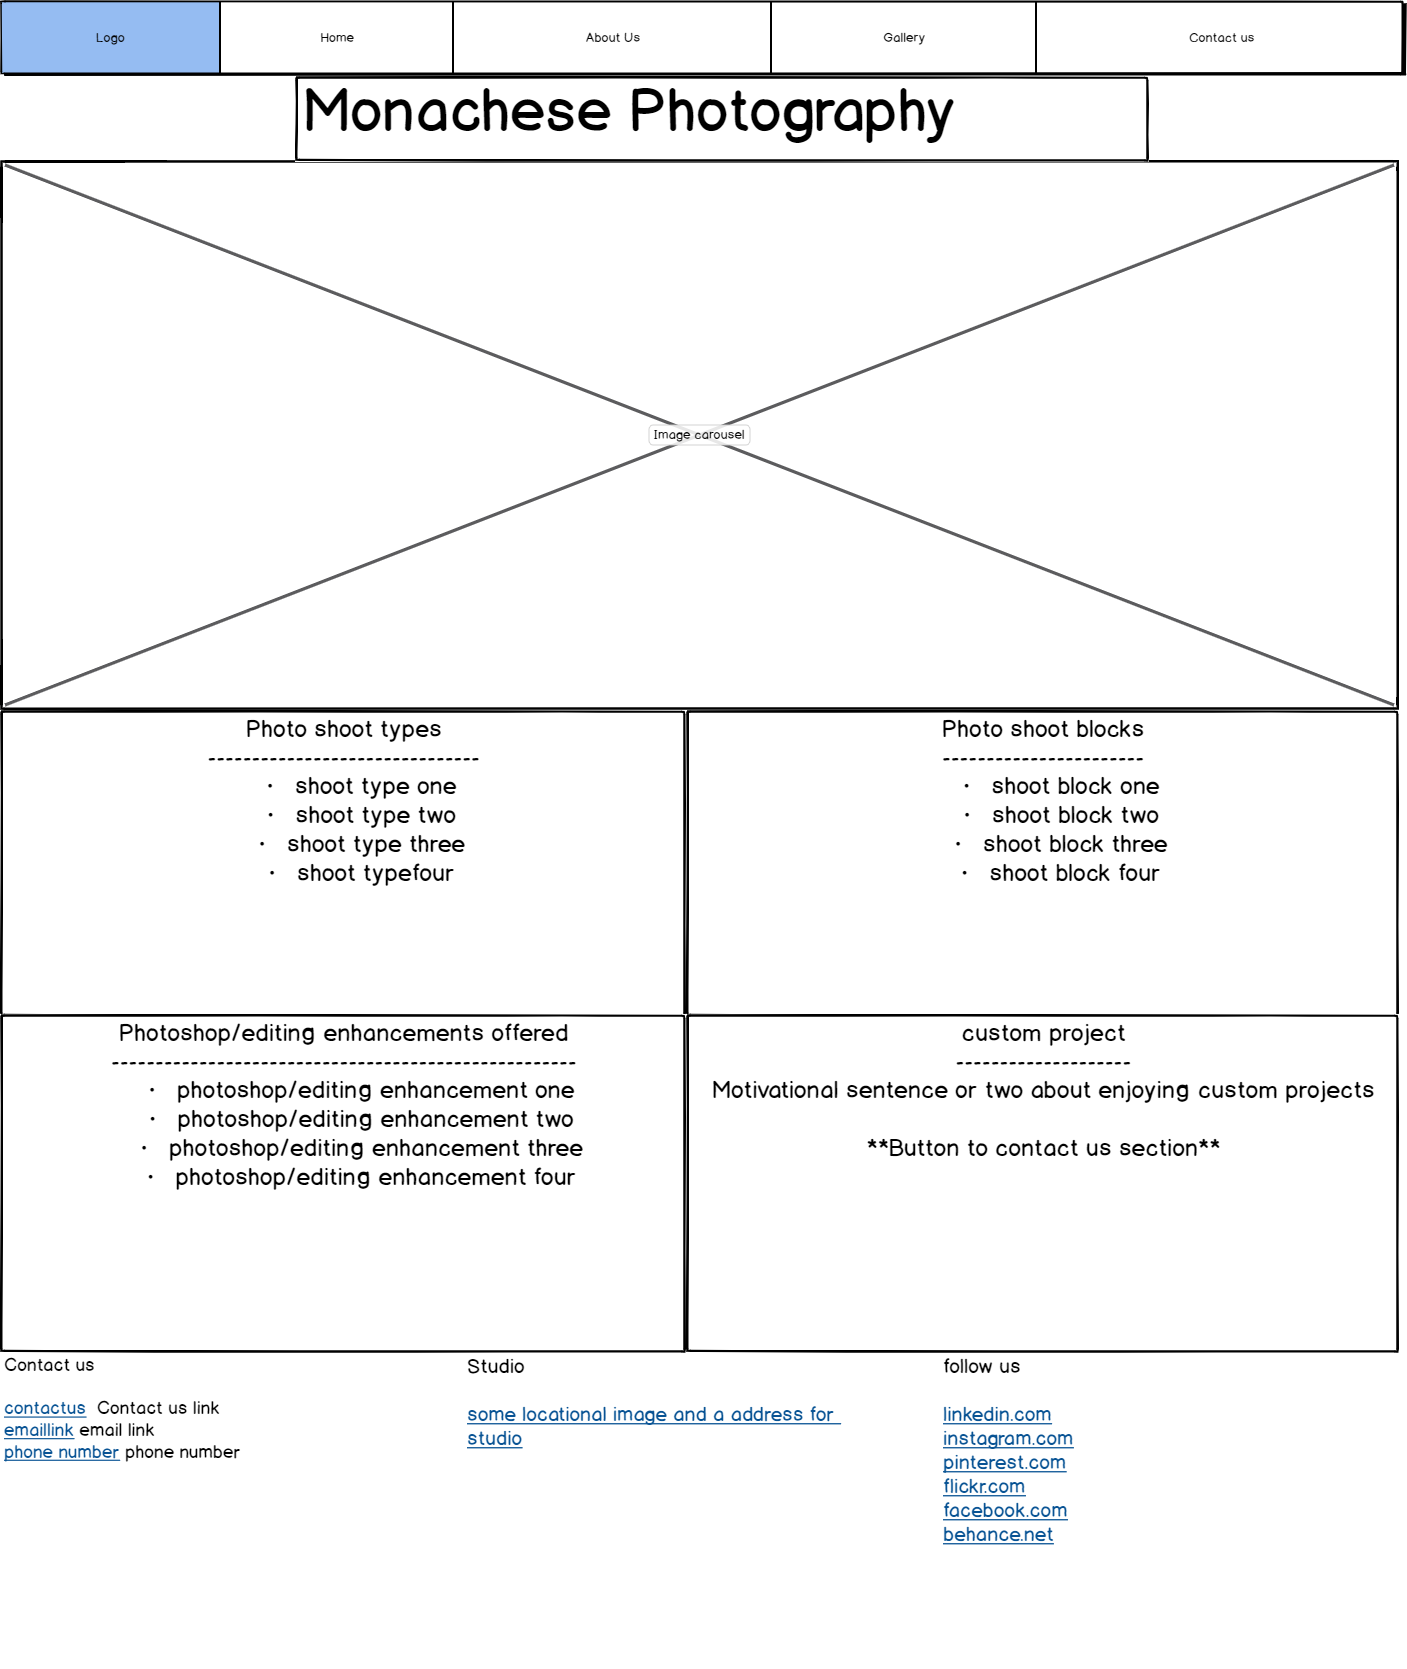 Logo
Home
About Us
Gallery
Contact us
Monachese Photography
Image carousel
Photo shoot types
-------------------------------
· shoot type one
· shoot type two
· shoot type three
· shoot typefour
Photo shoot blocks
-----------------------
· shoot block one
· shoot block two
· shoot block three
· shoot block four
Photoshop/editing enhancements offered
-----------------------------------------------------
· photoshop/editing enhancement one
· photoshop/editing enhancement two
· photoshop/editing enhancement three
· photoshop/editing enhancement four
custom project
--------------------
Motivational sentence or two about enjoying custom projects
**Button to contact us section**
Contact us
contactus Contact us link
emaillink email link
phone number phone number
Studio
some locational image and a address for
studio
follow us
linkedin.com
instagram.com
pinterest.com
flickr.com
facebook.com
behance.net